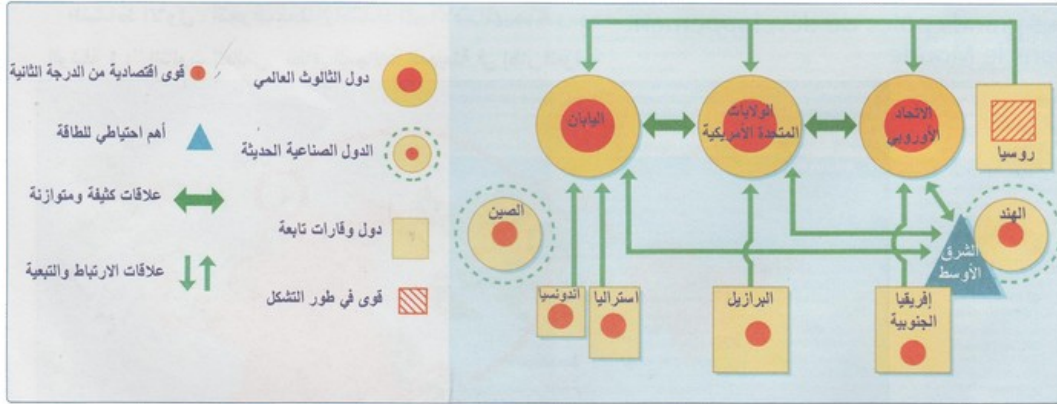 الاتحاد
الأوروبي
الولايات
المتحدة الأمريكية
اليابان
روسيا
الهند
الشرق
الأوسط
الصين
إفريقيا
الجنوبية
البرازيل
استراليا
أندونسيا
دول الثالوث العالمي
الدول الصناعية الحديثة
دول وقارات تابعة
قوى في طور التشكل
قوى اقتصادية من الدرجة الثانية
أهم احتياطي للطاقة
علاقات كثيفة ومتوازنة
علاقات الارتباط والتبعية